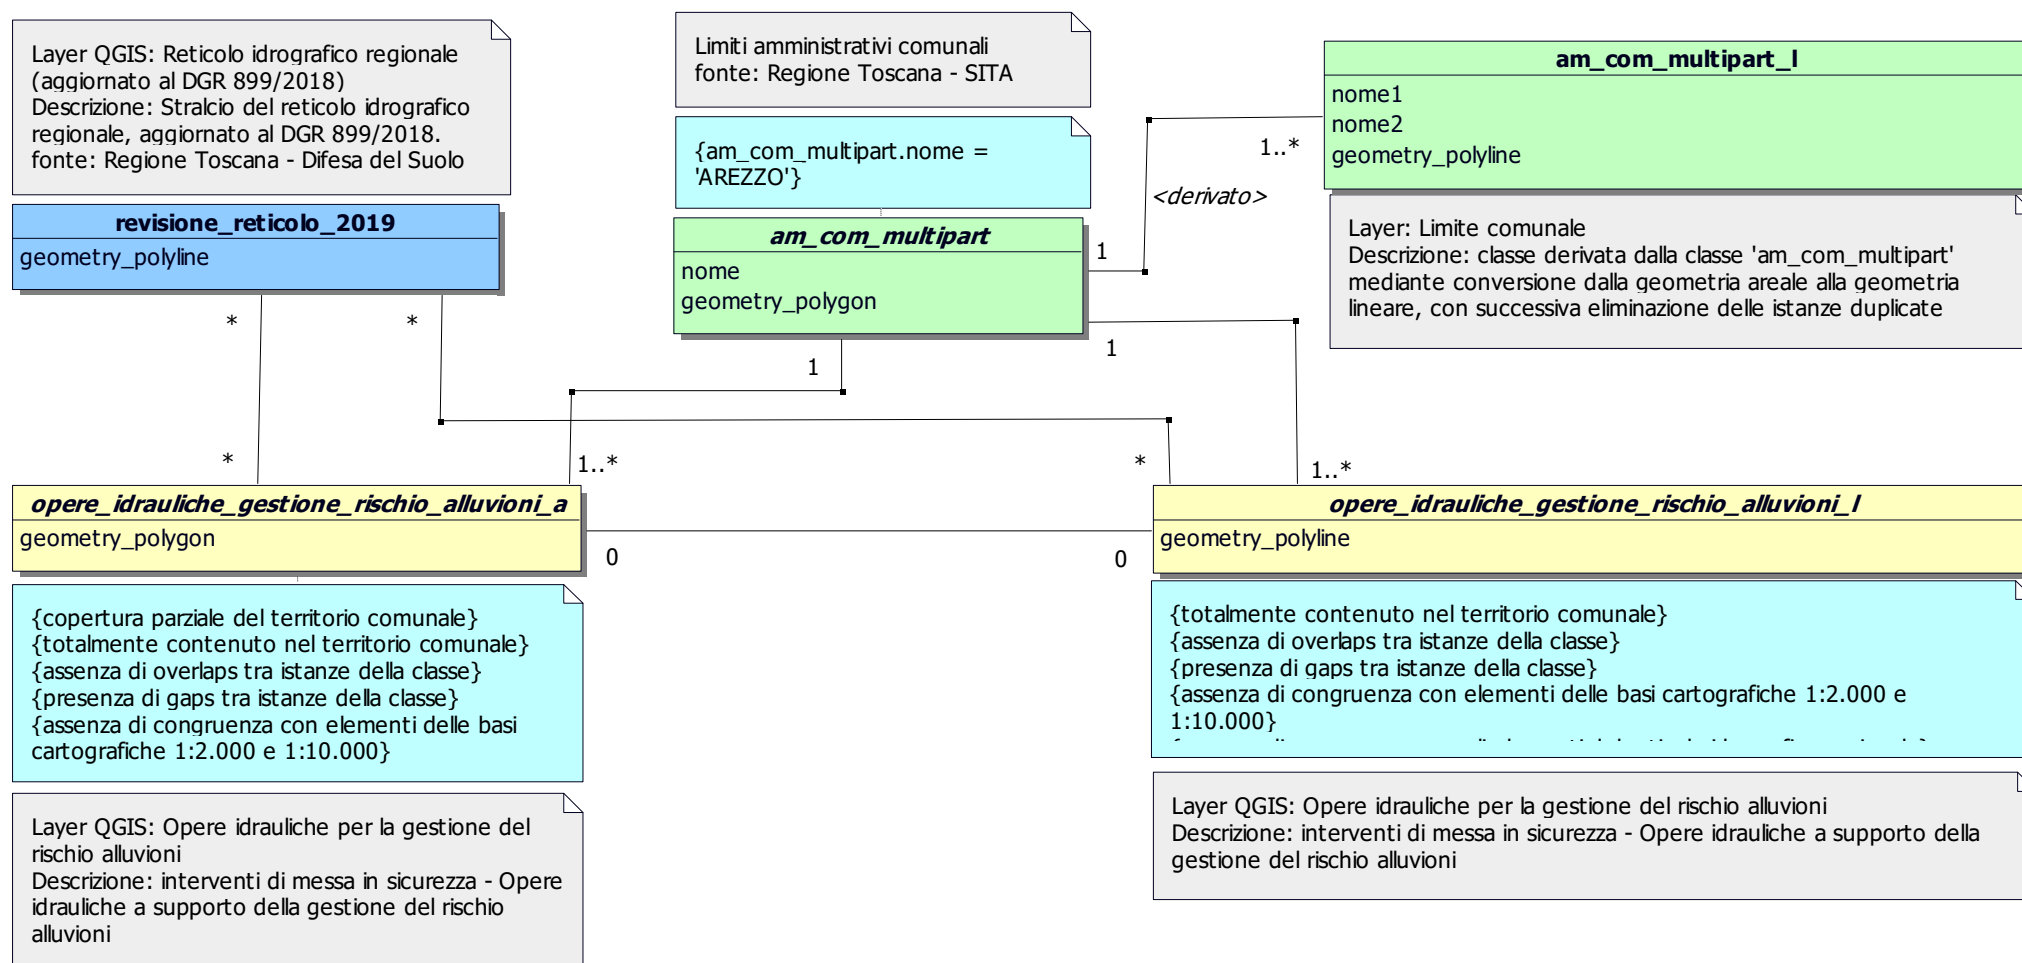 Layer QGIS: Reticolo idrografico regionale
(aggiornato al DGR 899/2018)
Descrizione: Stralcio del reticolo idrografico
regionale, aggiornato al DGR 899/2018.
fonte: Regione Toscana - Difesa del Suolo
revisione_reticolo_2019
geometry_polyline
*
*
Limiti amministrativi comunali
fonte: Regione Toscana - SITA
{am_com_multipart.nome =
'AREZZO'}
am_com_multipart
nome
geometry_polygon
1
1
1
1..*
<derivato>
am_com_multipart_l
nome1
nome2
geometry_polyline
Layer: Limite comunale
Descrizione: classe derivata dalla classe 'am_com_multipart'
mediante conversione dalla geometria areale alla geometria
lineare, con successiva eliminazione delle istanze duplicate
*
1..*
*
1..*
opere_idrauliche_gestione_rischio_alluvioni_a
geometry_polygon
0
0
opere_idrauliche_gestione_rischio_alluvioni_l
geometry_polyline
{copertura parziale del territorio comunale}
{totalmente contenuto nel territorio comunale}
{assenza di overlaps tra istanze della classe}
{presenza di gaps tra istanze della classe}
{assenza di congruenza con elementi delle basi
cartografiche 1:2.000 e 1:10.000}
{totalmente contenuto nel territorio comunale}
{assenza di overlaps tra istanze della classe}
{presenza di gaps tra istanze della classe}
{assenza di congruenza con elementi delle basi cartografiche 1:2.000 e
1:10.000}
Layer QGIS: Opere idrauliche per la gestione del
rischio alluvioni
Descrizione: interventi di messa in sicurezza - Opere
idrauliche a supporto della gestione del rischio
alluvioni
Layer QGIS: Opere idrauliche per la gestione del rischio alluvioni
Descrizione: interventi di messa in sicurezza - Opere idrauliche a supporto della
gestione del rischio alluvioni